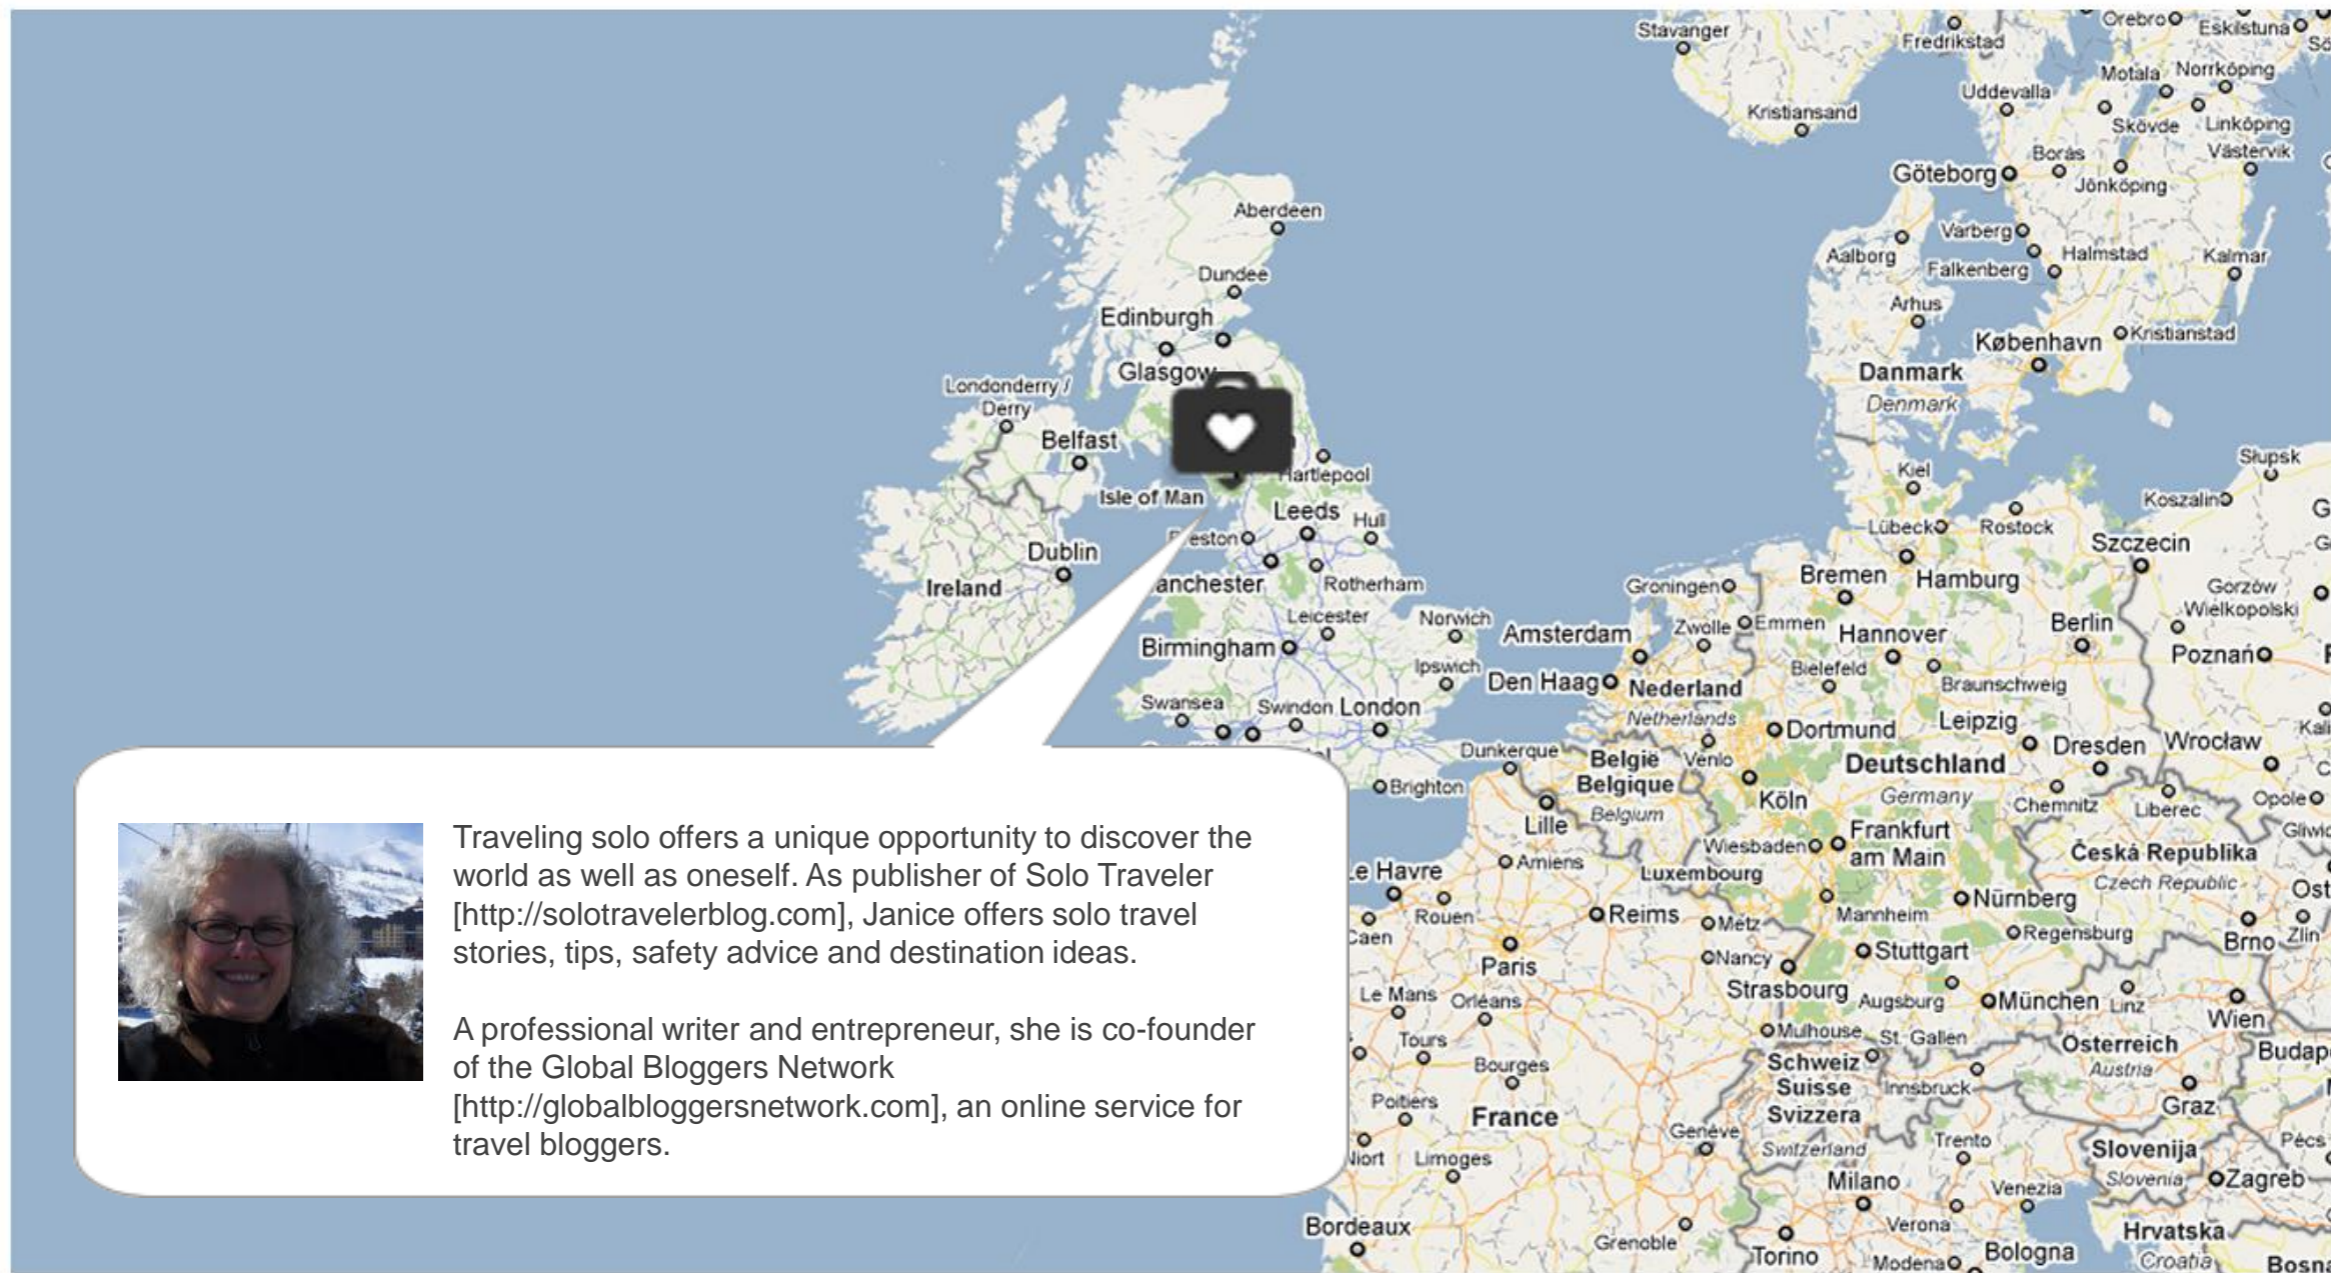 Stavanger
Fredrikstad
Orebro
Eskilstuna
Motala
Norrköping
Uddevalla
Kristiansand
Skövde
Linköping
Borås
Västervik
Göteborg
Jönköping
Aberdeen
Varberg
Halmstad
Kalmar
Aalborg
Falkenberg
Dundee
Arhus
Edinburgh
København
Kristianstad
Glasgow
Danmark
Denmark
Londonderry /
Derry
Belfast
Hartlepool
Kiel
Słupsk
Isle of Man
Koszalin
Leeds
Hull
Lübeck
Rostock
Szczecin
Dublin
Bremen
Hamburg
Ireland
Rotherham
Groningen
Gorzów
Wielkopolski
Leicester
Norwich
Amsterdam
Zwolle
Emmen
Hannover
Berlin
Birmingham
Poznań
Ipswich
Den Haag
Nederland
Netherlands
Bielefeld
Braunschweig
Swansea
Swindon
London
Dortmund
Leipzig
Dunkerque
België
Belgique
Belgium
Venlo
Deutschland
Germany
Dresden
Wrocław
Brighton
Köln
Chemnitz
Liberec
Opole
Lille
Frankfurt
am Main
Wiesbaden
Amiens
Luxembourg
Česká Republika
Czech Republic
Le Havre
Rouen
Reims
Metz
Mannheim
Nürnberg
Caen
Regensburg
Brno
Zlin
Paris
Nancy
Stuttgart
Strasbourg
Augsburg
München
Linz
Le Mans
Orléans
Wien
Mulhouse
St. Gallen
Tours
Österreich
Austria
Bourges
Schweiz
Suisse
Svizzera
Switzerland
Innsbruck
Poitiers
France
Graz
Genève
Trento
Slovenija
Slovenia
Niort
Limoges
Milano
Venezia
Zagreb
Bordeaux
Verona
Grenoble
Torino
Modena
Bologna
Hrvatska
Croatia
Traveling solo offers a unique opportunity to discover the
world as well as oneself. As publisher of Solo Traveler
[http://solotravelerblog.com], Janice offers solo travel
stories, tips, safety advice and destination ideas.
A professional writer and entrepreneur, she is co-founder
of the Global Bloggers Network
[http://globalbloggersnetwork.com], an online service for
travel bloggers.